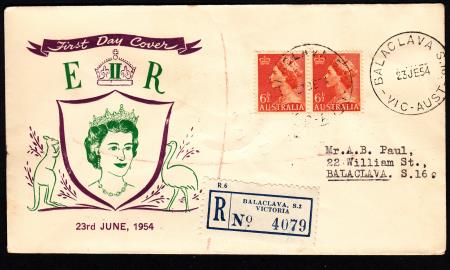 First Day Cover
E II R
23rd JUNE, 1954
6½ 6½
AUSTRALIA AUSTRALIA
BALACLAVA S.16
23JE54
-VIC-AUST
Mr.A.B. Paul,
22 William St.,
BALACLAVA. S.16
R.6
R
BALACLAVA, S.2
VICTORIA
No 4079